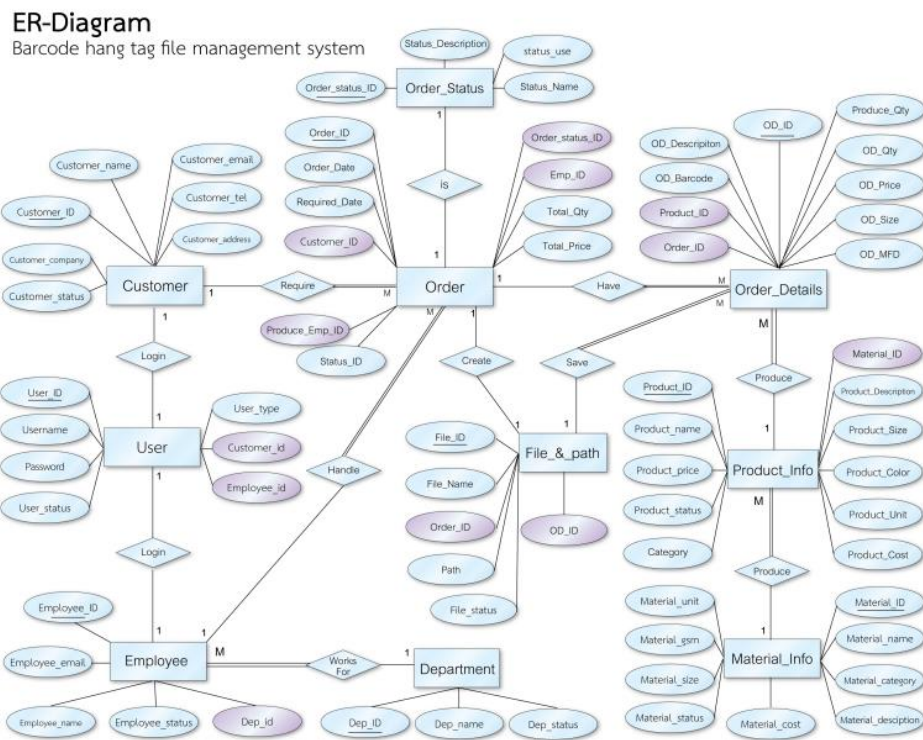 ER-Diagram
Barcode hang tag file management system
Status_Description
status_use
Order_status_ID
Order_Status
Status_Name
1
is
1
Order_ID
Order_Date
Required_Date
Customer_ID
Order_status_ID
Emp_ID
Total_Qty
Total_Price
Produce_Emp_ID
Status_ID
Order
Customer_name
Customer_email
Customer_ID
Customer_tel
Customer_address
Customer_company
Customer_status
Customer
1
Require
M
1
Have
M
OD_ID
Produce_Qty
OD_Descripiton
OD_Qty
OD_Barcode
OD_Price
Product_ID
OD_Size
Order_ID
OD_MFD
Order_Details
1
Login
1
M
1
Create
1
M
Save
1
M
Produce
1
User_ID
Username
Password
User_status
User
User_type
Customer_id
Employee_id
Handle
1
File_ID
File_Name
Order_ID
Path
File_status
File_&_path
OD_ID
Product_ID
Product_name
Product_price
Product_status
Category
Product_Info
Material_ID
Product_Description
Product_Size
Product_Color
Product_Unit
Product_Cost
1
Login
1
M
Produce
1
Employee_ID
Employee_email
Employee_name
Employee_status
Dep_id
Employee
M
Works
For
1
Department
Dep_ID
Dep_name
Dep_status
Material_unit
Material_gsm
Material_size
Material_status
Material_Info
Material_ID
Material_name
Material_category
Material_desciption
Material_cost